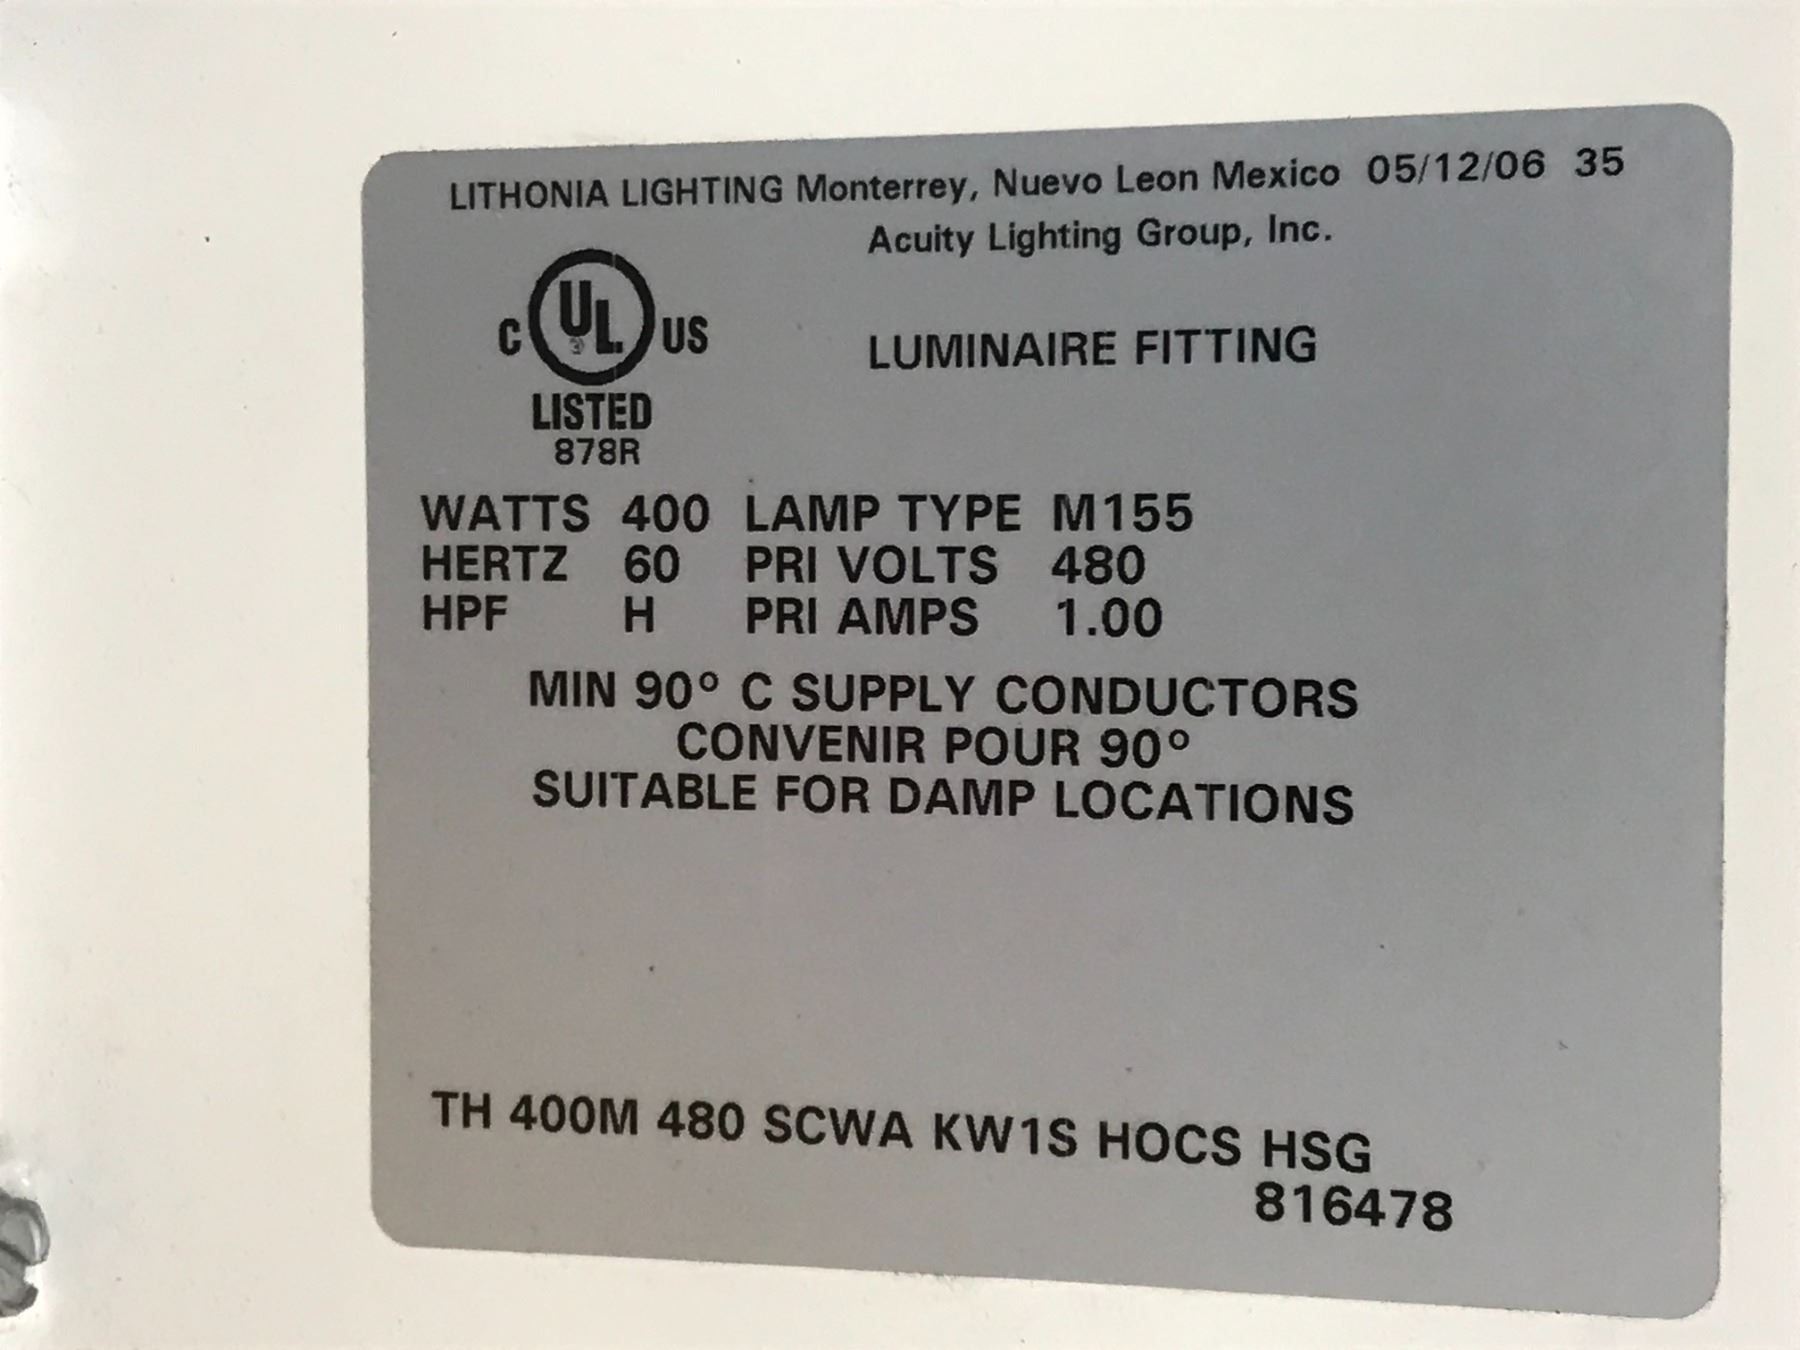 LITHONIA LIGHTING Monterrey, Nuevo Leon Mexico 05/12/06 35
Acuity Lighting Group, Inc.
C UL US
LISTED
878R
LUMINAIRE FITTING
WATTS 400 LAMP TYPE M155
HERTZ 60 PRI VOLTS 480
HPF H PRI AMPS 1.00
MIN 90° C SUPPLY CONDUCTORS
CONVENIR POUR 90°
SUITABLE FOR DAMP LOCATIONS
TH 400M 480 SCWA KW1S HOCS HSG
816478